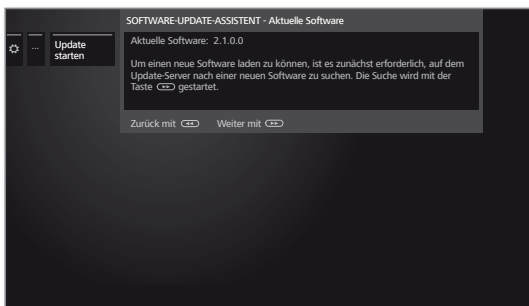 SOFTWARE-UPDATE-ASSISTENT - Aktuelle Software
... Update
starten
Aktuelle Software: 2.1.0.0
Um einen neue Software laden zu können, ist es zunächst erforderlich, auf dem
Update-Server nach einer neuen Software zu suchen. Die Suche wird mit der
Taste gestartet.
Zurück mit Weiter mit